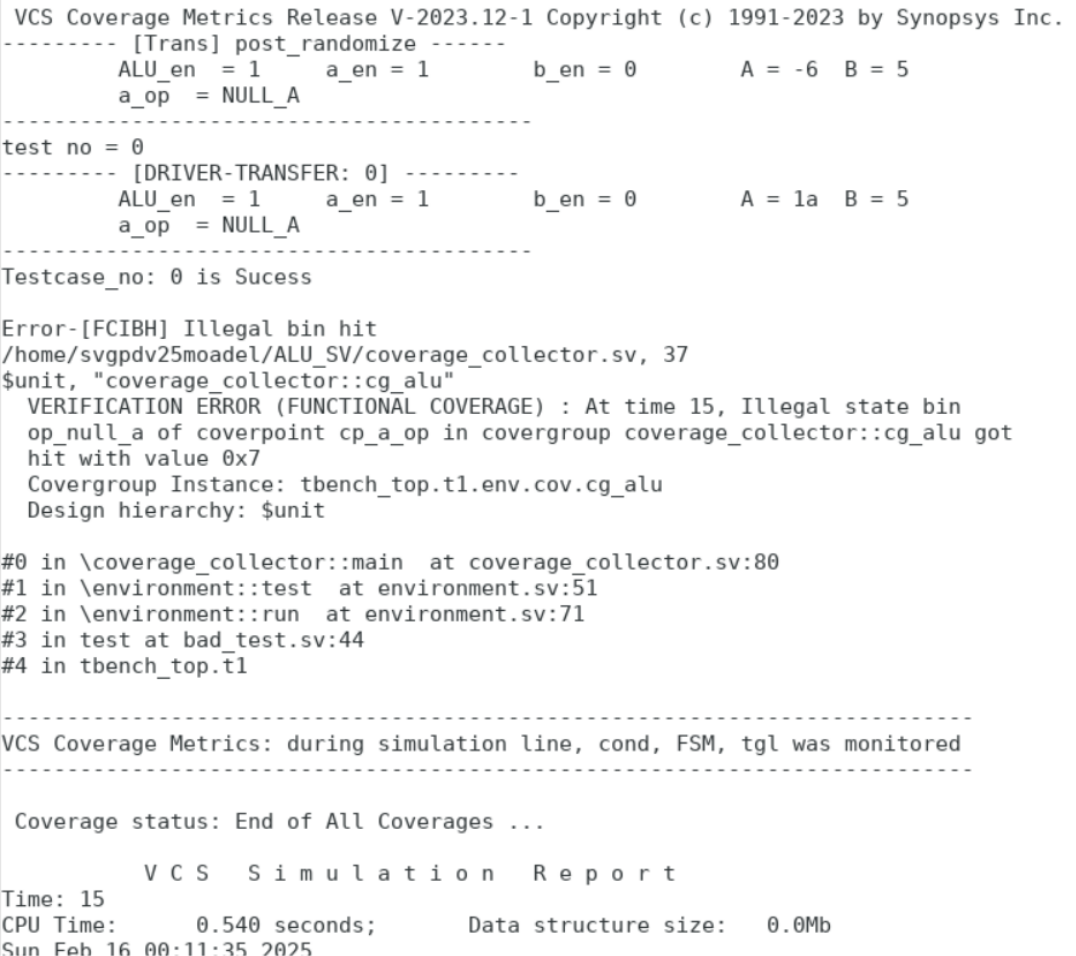 VCS Coverage Metrics Release V-2023.12-1 Copyright (c) 1991-2023 by Synopsys Inc.
--------- [Trans] post_randomize ------
ALU_en  = 1     a_en = 1        b_en = 0        A = -6  B = 5
a_op  = NULL_A
-----------------------------------------
test no = 0
--------- [DRIVER-TRANSFER: 0] ---------
ALU_en  = 1     a_en = 1        b_en = 0        A = 1a  B = 5
a_op  = NULL_A
-----------------------------------------
Testcase_no: 0 is Sucess
Error-[FCIBH] Illegal bin hit
/home/svgpdv25moadel/ALU_SV/coverage_collector.sv, 37
$unit, "coverage_collector::cg_alu"
VERIFICATION ERROR (FUNCTIONAL COVERAGE) : At time 15, Illegal state bin
op_null_a of coverpoint cp_a_op in covergroup coverage_collector::cg_alu got
hit with value 0x7
Covergroup Instance: tbench_top.t1.env.cov.cg_alu
Design hierarchy: $unit
#0 in \coverage_collector::main  at coverage_collector.sv:80
#1 in \environment::test  at environment.sv:51
#2 in \environment::run  at environment.sv:71
#3 in test at bad_test.sv:44
#4 in tbench_top.t1
---------------------------------------------------------------------------
VCS Coverage Metrics: during simulation line, cond, FSM, tgl was monitored
---------------------------------------------------------------------------
Coverage status: End of All Coverages ...
V C S   S i m u l a t i o n   R e p o r t
Time: 15
CPU Time:      0.540 seconds;       Data structure size:   0.0Mb
Sun Feb 16 00:11:35 2025